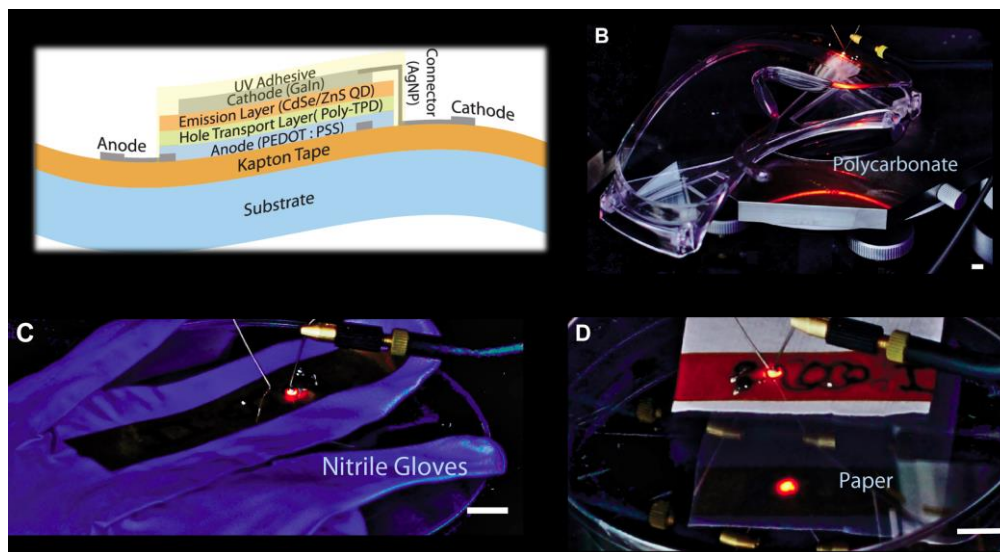 UV Adhesive
Cathode (GaIn)
Emission Layer (CdSe/ZnS QD)
Hole Transport Layer( Poly-TPD)
Anode (PEDOT : PSS)
Kapton Tape
Substrate
Anode
Connector
(AgNP)
Cathode
B
Polycarbonate
C
Nitrile Gloves
D
Paper